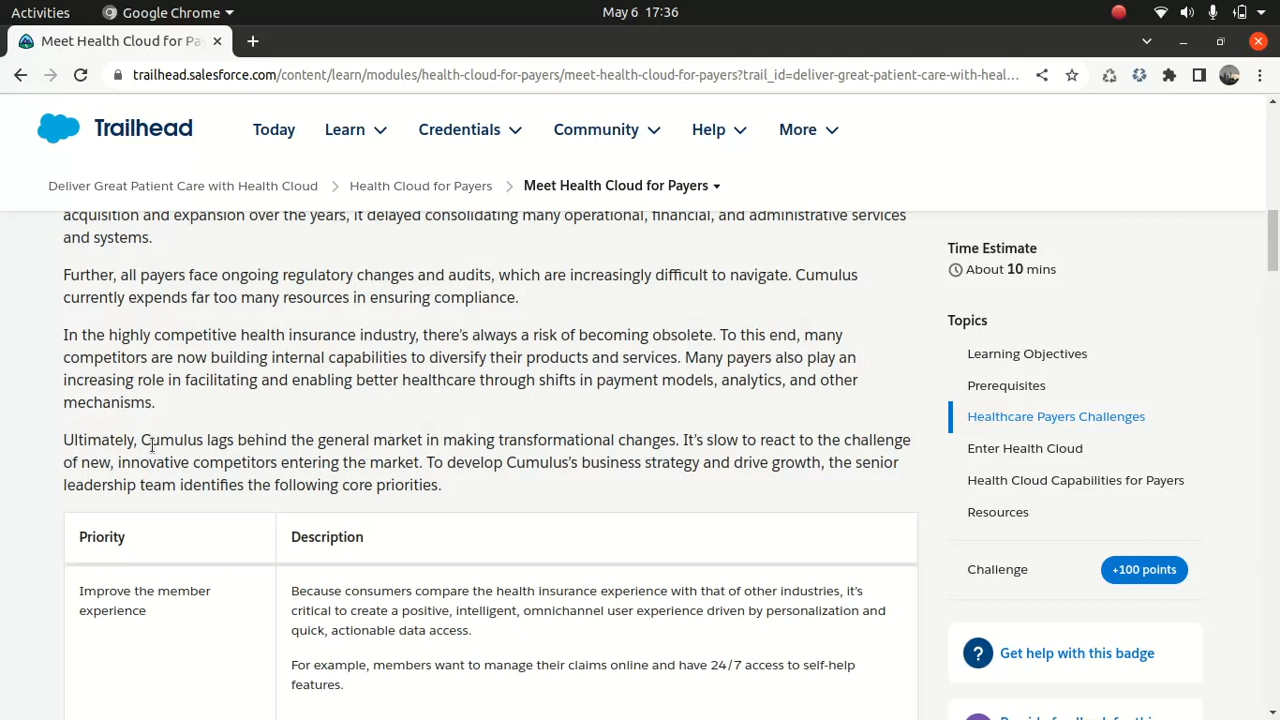 Activities Google Chrome May 6 17:36
Meet Health Cloud for Pa
trailhead.salesforce.com/content/learn/modules/health-cloud-for-payers/meet-health-cloud-for-payers?trail_id=deliver-great-patient-care-with-heal...
Trailhead Today Learn Credentials Community Help More
Deliver Great Patient Care with Health Cloud Health Cloud for Payers Meet Health Cloud for Payers
acquisition and expansion over the years, it delayed consolidating many operational, financial, and administrative services
and systems.
Further, all payers face ongoing regulatory changes and audits, which are increasingly difficult to navigate. Cumulus
currently expends far too many resources in ensuring compliance.
In the highly competitive health insurance industry, there's always a risk of becoming obsolete. To this end, many
competitors are now building internal capabilities to diversify their products and services. Many payers also play an
increasing role in facilitating and enabling better healthcare through shifts in payment models, analytics, and other
mechanisms.
Ultimately, Cumulus lags behind the general market in making transformational changes. It's slow to react to the challenge
of new, innovative competitors entering the market. To develop Cumulus's business strategy and drive growth, the senior
leadership team identifies the following core priorities.
Priority Description
Improve the member
experience
Because consumers compare the health insurance experience with that of other industries, it's
critical to create a positive, intelligent, omnichannel user experience driven by personalization and
quick, actionable data access.
For example, members want to manage their claims online and have 24/7 access to self-help
features.
Time Estimate
About 10 mins
Topics
Learning Objectives
Prerequisites
Healthcare Payers Challenges
Enter Health Cloud
Health Cloud Capabilities for Payers
Resources
Challenge +100 points
Get help with this badge